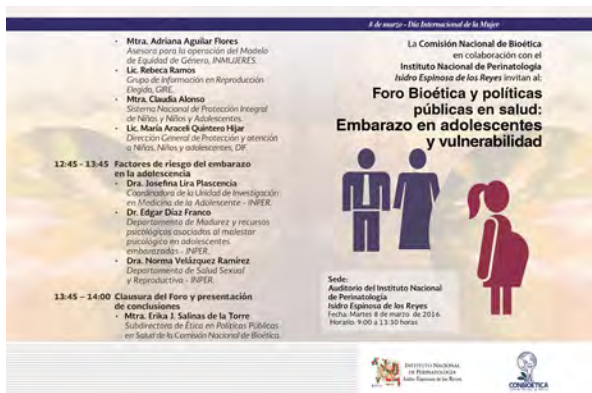 • Mtra. Adriana Aguilar Flores
Asesora para la operación del Modelo
de Equidad de Género, INMUJERES.
• Lic. Rebeca Ramos
Grupo de Información en Reproducción
Elegida, GIRE.
• Mtra. Claudia Alonso
Sistema Nacional de Protección Integral
de Niñas y Niños y Adolescentes.
• Lic. María Araceli Quintero Hijar
Dirección General de Protección y atención
a Niñas, Niños y adolescentes, DIF.
12:45 - 13:45 Factores de riesgo del embarazo
en la adolescencia
• Dra. Josefina Lira Plascencia
Coordinadora de la Unidad de Investigación
en Medicina de la Adolescente - INPER.
• Dr. Edgar Díaz Franco
Departamento de Madurez y recursos
psicológicos asociados al malestar
psicológico en adolescentes
embarazadas - INPER.
• Dra. Norma Velázquez Ramírez
Departamento de Salud Sexual
y Reproductiva - INPER.
13:45 – 14:00 Clausura del Foro y presentación
de conclusiones
• Mtra. Erika J. Salinas de la Torre
Subdirectora de Ética en Políticas Públicas
en Salud de la Comisión Nacional de Bioética.
8 de marzo - Día Internacional de la Mujer
La Comisión Nacional de Bioética
en colaboración con el
Instituto Nacional de Perinatología
Isidro Espinosa de los Reyes invitan al:
Foro Bioética y políticas
públicas en salud:
Embarazo en adolescentes
y vulnerabilidad
Sede:
Auditorio del Instituto Nacional
de Perinatología
Isidro Espinosa de los Reyes
Fecha: Martes 8 de marzo de 2016.
Horario: 9:00 a 13:30 horas
INSTITUTO NACIONAL
DE PERINATOLOGÍA
Isidro Espinosa de los Reyes
CONBIOÉTICA